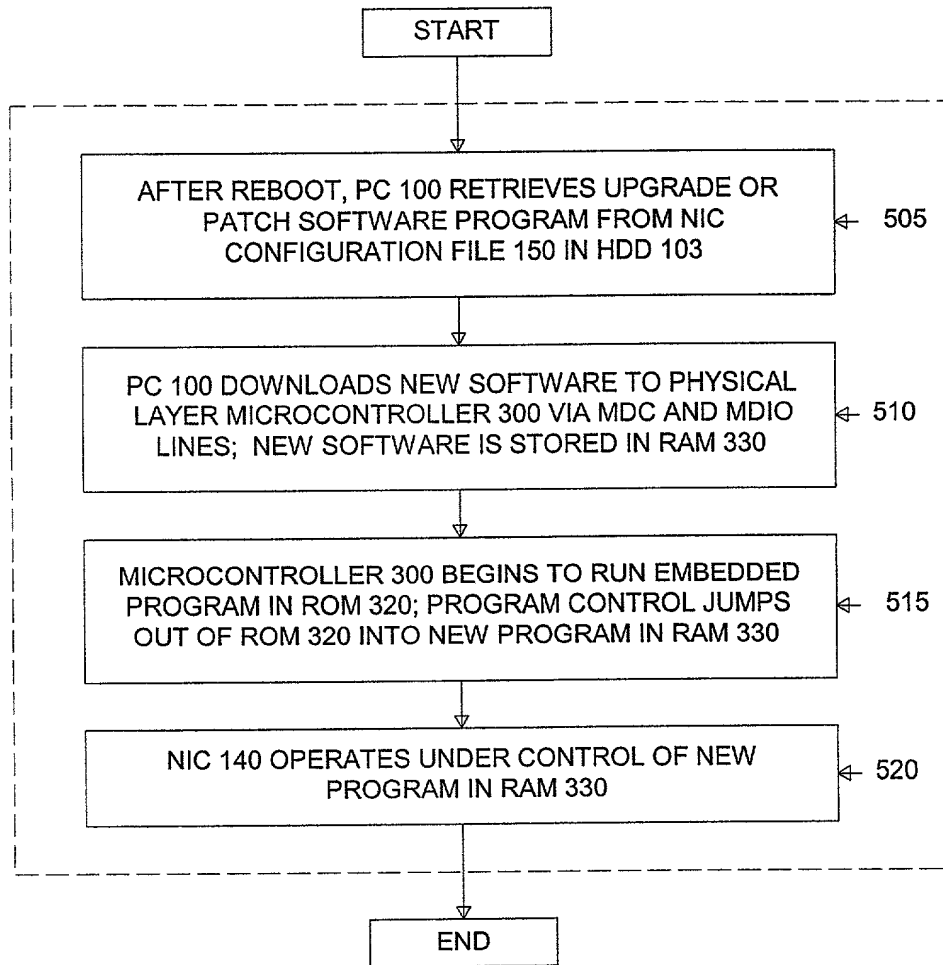 START
AFTER REBOOT, PC 100 RETRIEVES UPGRADE OR
PATCH SOFTWARE PROGRAM FROM NIC
CONFIGURATION FILE 150 IN HDD 103
505
PC 100 DOWNLOADS NEW SOFTWARE TO PHYSICAL
LAYER MICROCONTROLLER 300 VIA MDC AND MDIO
LINES; NEW SOFTWARE IS STORED IN RAM 330
510
MICROCONTROLLER 300 BEGINS TO RUN EMBEDDED
PROGRAM IN ROM 320; PROGRAM CONTROL JUMPS
OUT OF ROM 320 INTO NEW PROGRAM IN RAM 330
515
NIC 140 OPERATES UNDER CONTROL OF NEW
PROGRAM IN RAM 330
520
END